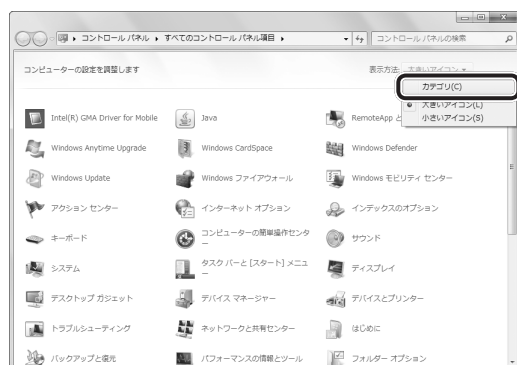 コントロール パネル ▸ すべてのコントロール パネル項目 ▸
コントロール パネルの検索
コンピューターの設定を調整します
表示方法: 大きいアイコン ▾
カテゴリ(C)
大きいアイコン(L)
小さいアイコン(S)
Intel(R) GMA Driver for Mobile
Java
RemoteApp と
Windows Anytime Upgrade
Windows CardSpace
Windows Defender
Windows Update
Windows ファイアウォール
Windows モビリティ センター
アクション センター
インターネット オプション
インデックスのオプション
キーボード
コンピューターの簡単操作センタ
ー
サウンド
システム
タスク バーと [スタート] メニュ
ー
ディスプレイ
デスクトップ ガジェット
デバイス マネージャー
デバイスとプリンター
トラブルシューティング
ネットワークと共有センター
はじめに
バックアップと復元
パフォーマンスの情報とツール
フォルダー オプション